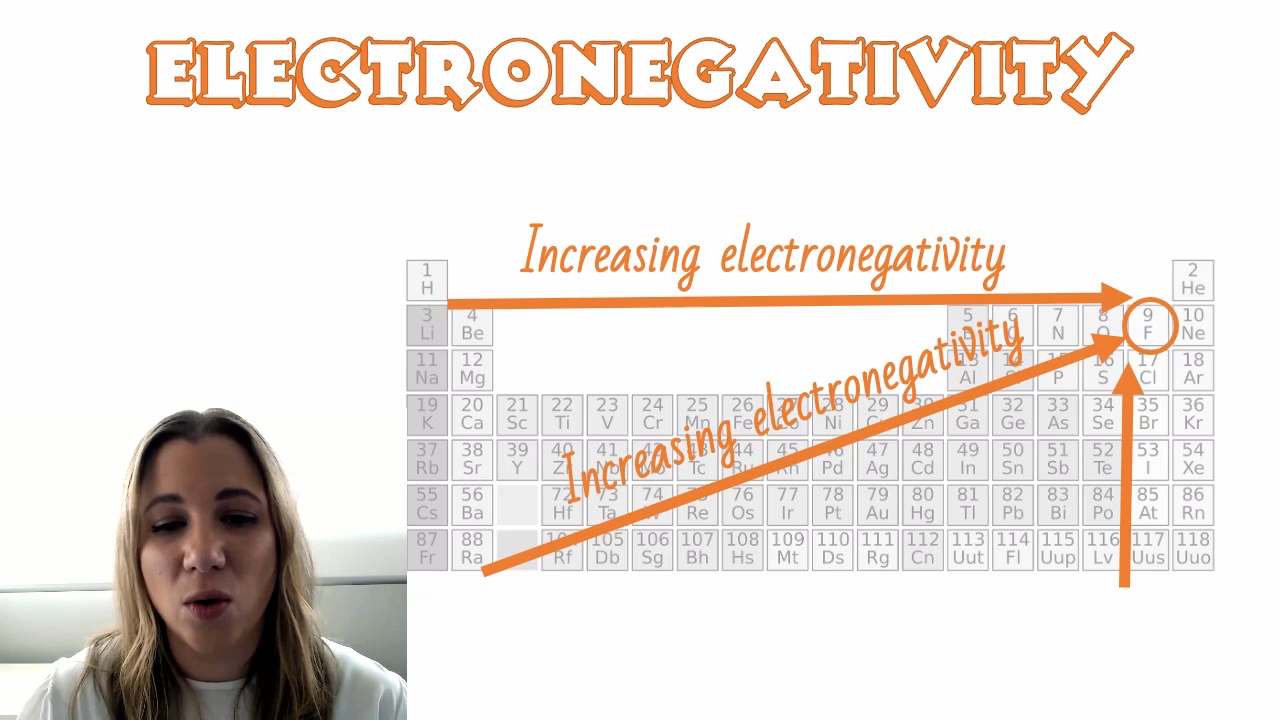 ELECTRONEGATIVITY
Increasing electronegativity
1 2
H He
3 4 5 6 7 8 9 10
Li Be N F Ne
Increasing electronegativity
11 12 13 14 15 16 17 18
Na Mg Al P S Cl Ar
19 20 21 22 23 24 25 26 28 29 30 31 32 33 34 35 36
K Ca Sc Ti V Cr Mn Fe Ni Zn Ga Ge As Se Br Kr
37 38 39 40 41 44 45 46 47 48 49 50 51 52 53 54
Rb Sr Y Tc Ru Rh Pd Ag Cd In Sn Sb Te I Xe
55 56 72 73 74 75 76 77 78 79 80 81 82 83 84 85 86
Cs Ba Hf Ta Re Os Ir Pt Au Hg Tl Pb Bi Po At Rn
87 88 105 106 107 108 109 110 111 112 113 114 115 116 117 118
Fr Ra Rf Db Sg Bh Hs Mt Ds Rg Cn Uut Fl Uup Lv Uus Uuo